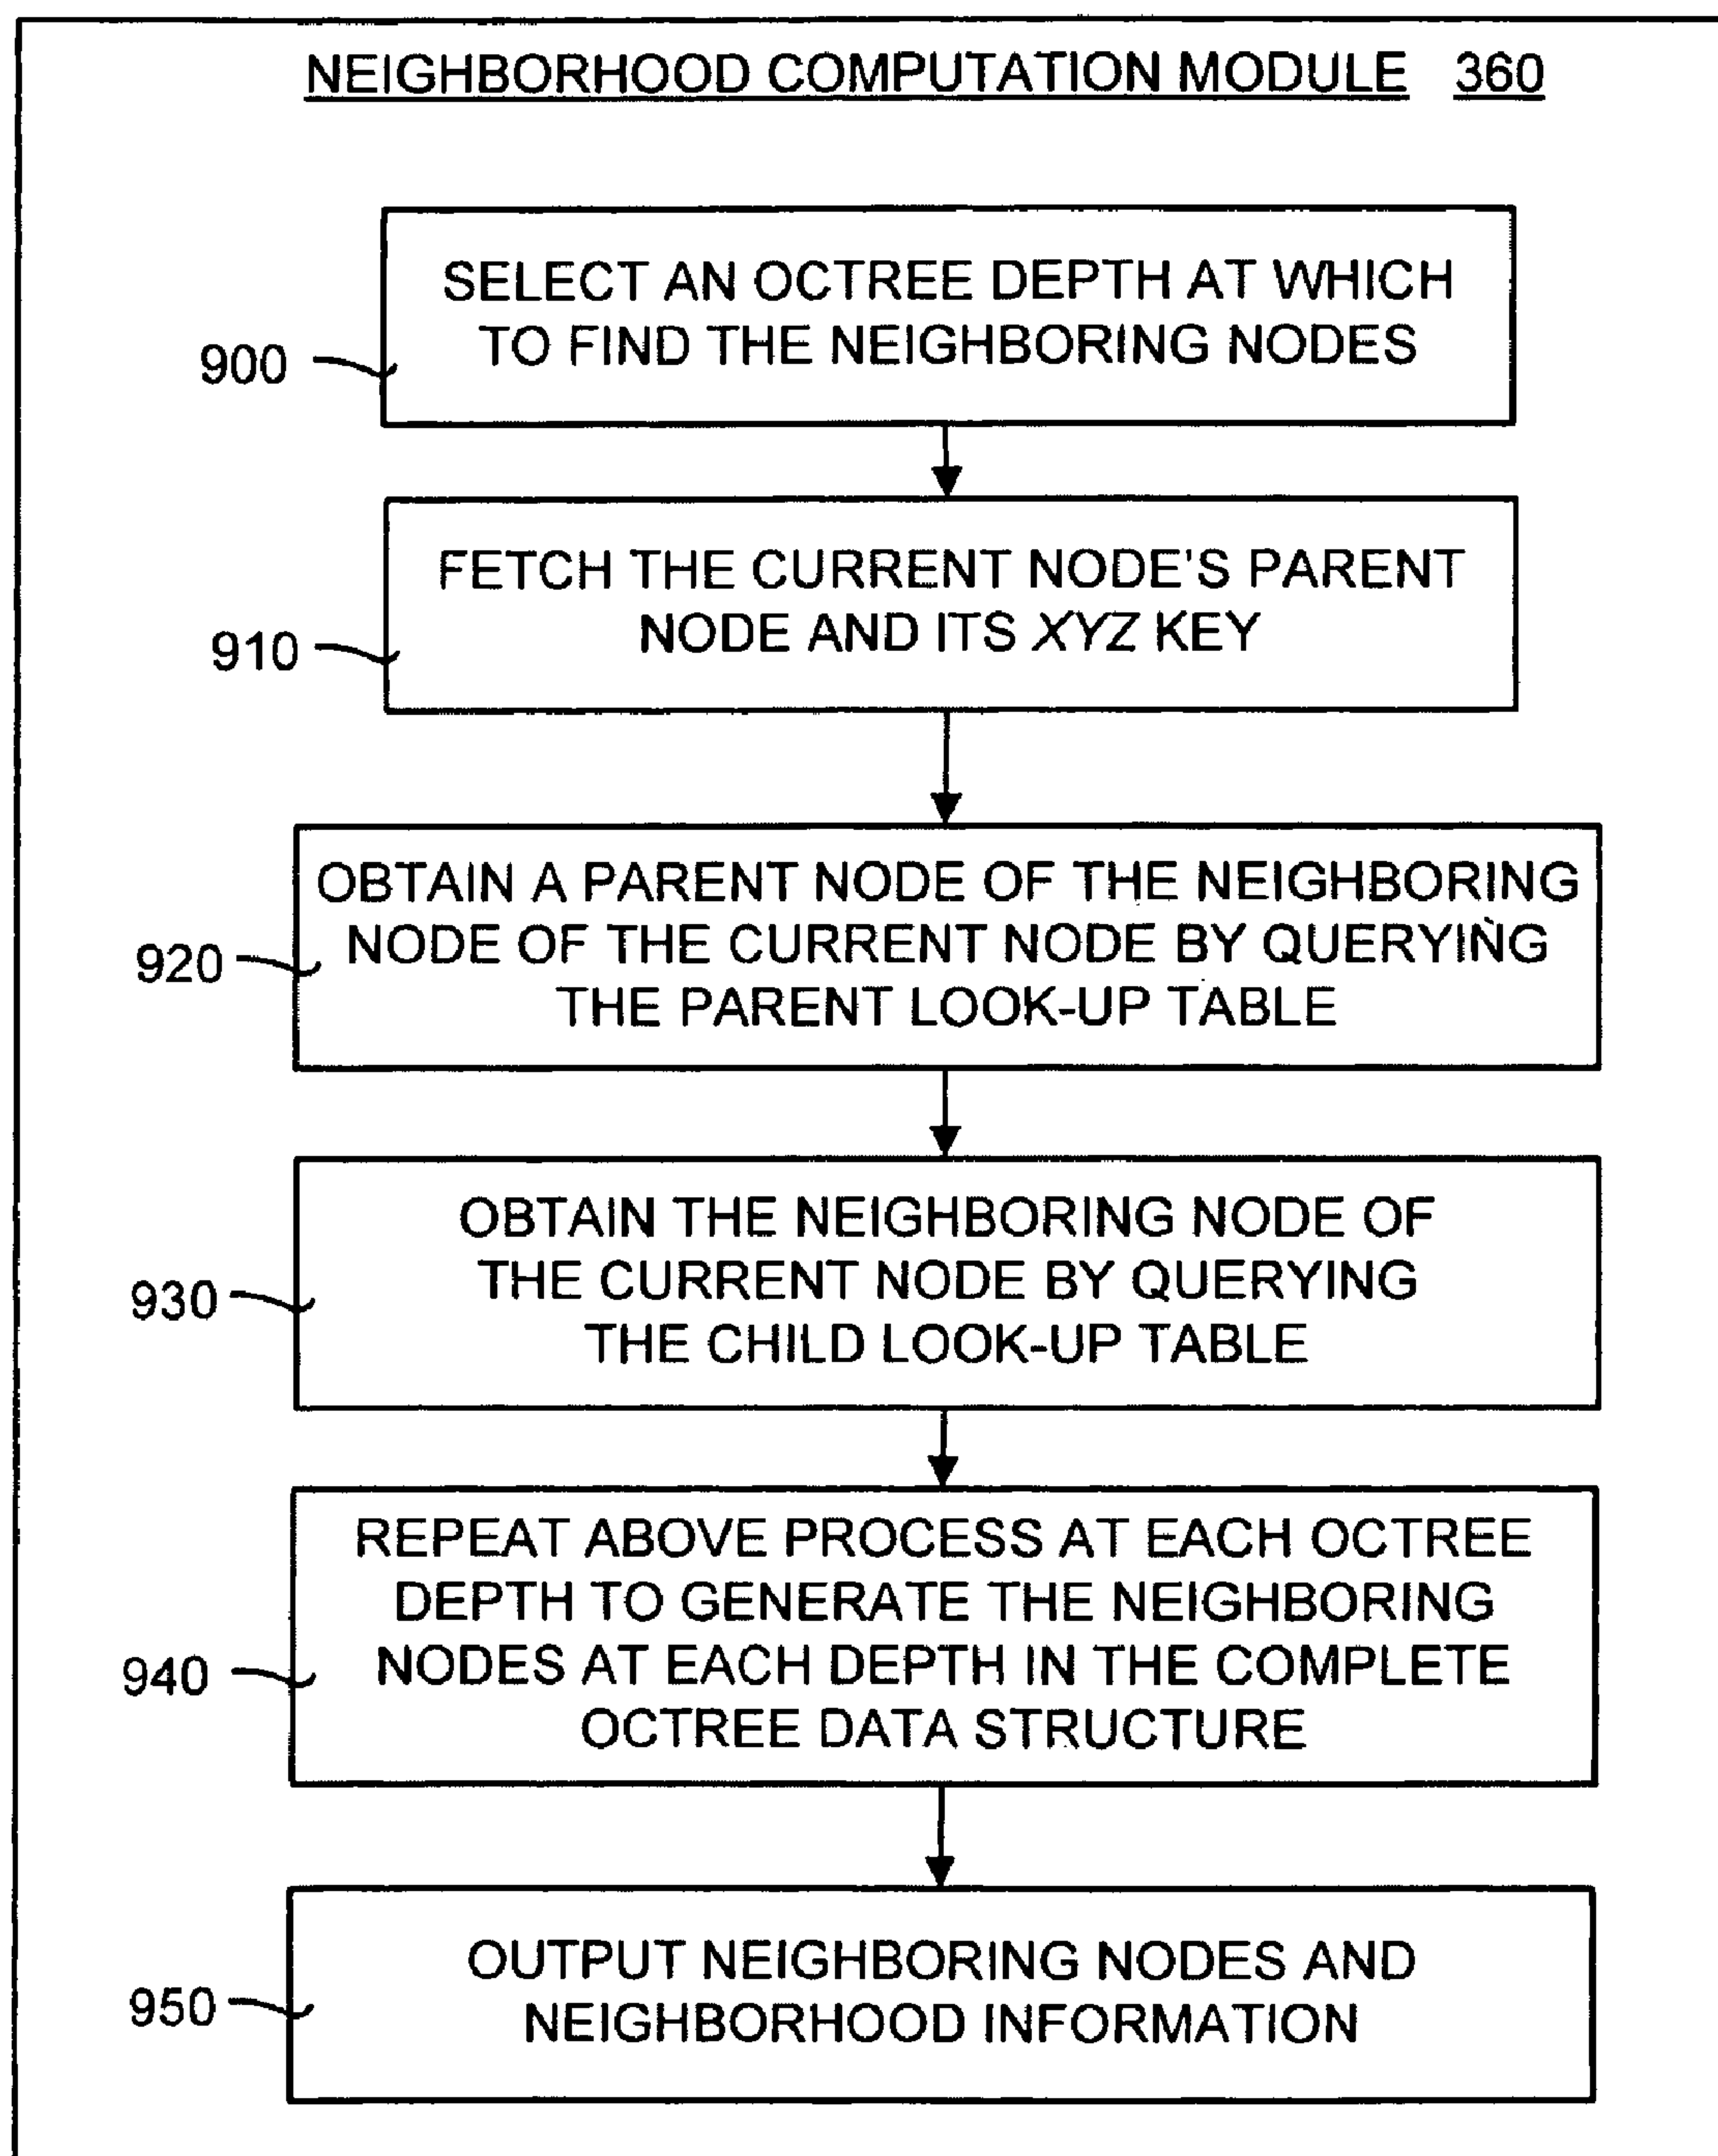 NEIGHBORHOOD COMPUTATION MODULE 360
SELECT AN OCTREE DEPTH AT WHICH
TO FIND THE NEIGHBORING NODES
900
FETCH THE CURRENT NODE'S PARENT
NODE AND ITS XYZ KEY
910
OBTAIN A PARENT NODE OF THE NEIGHBORING
NODE OF THE CURRENT NODE BY QUERYING
THE PARENT LOOK-UP TABLE
920
OBTAIN THE NEIGHBORING NODE OF
THE CURRENT NODE BY QUERYING
THE CHILD LOOK-UP TABLE
930
REPEAT ABOVE PROCESS AT EACH OCTREE
DEPTH TO GENERATE THE NEIGHBORING
NODES AT EACH DEPTH IN THE COMPLETE
OCTREE DATA STRUCTURE
940
OUTPUT NEIGHBORING NODES AND
NEIGHBORHOOD INFORMATION
950